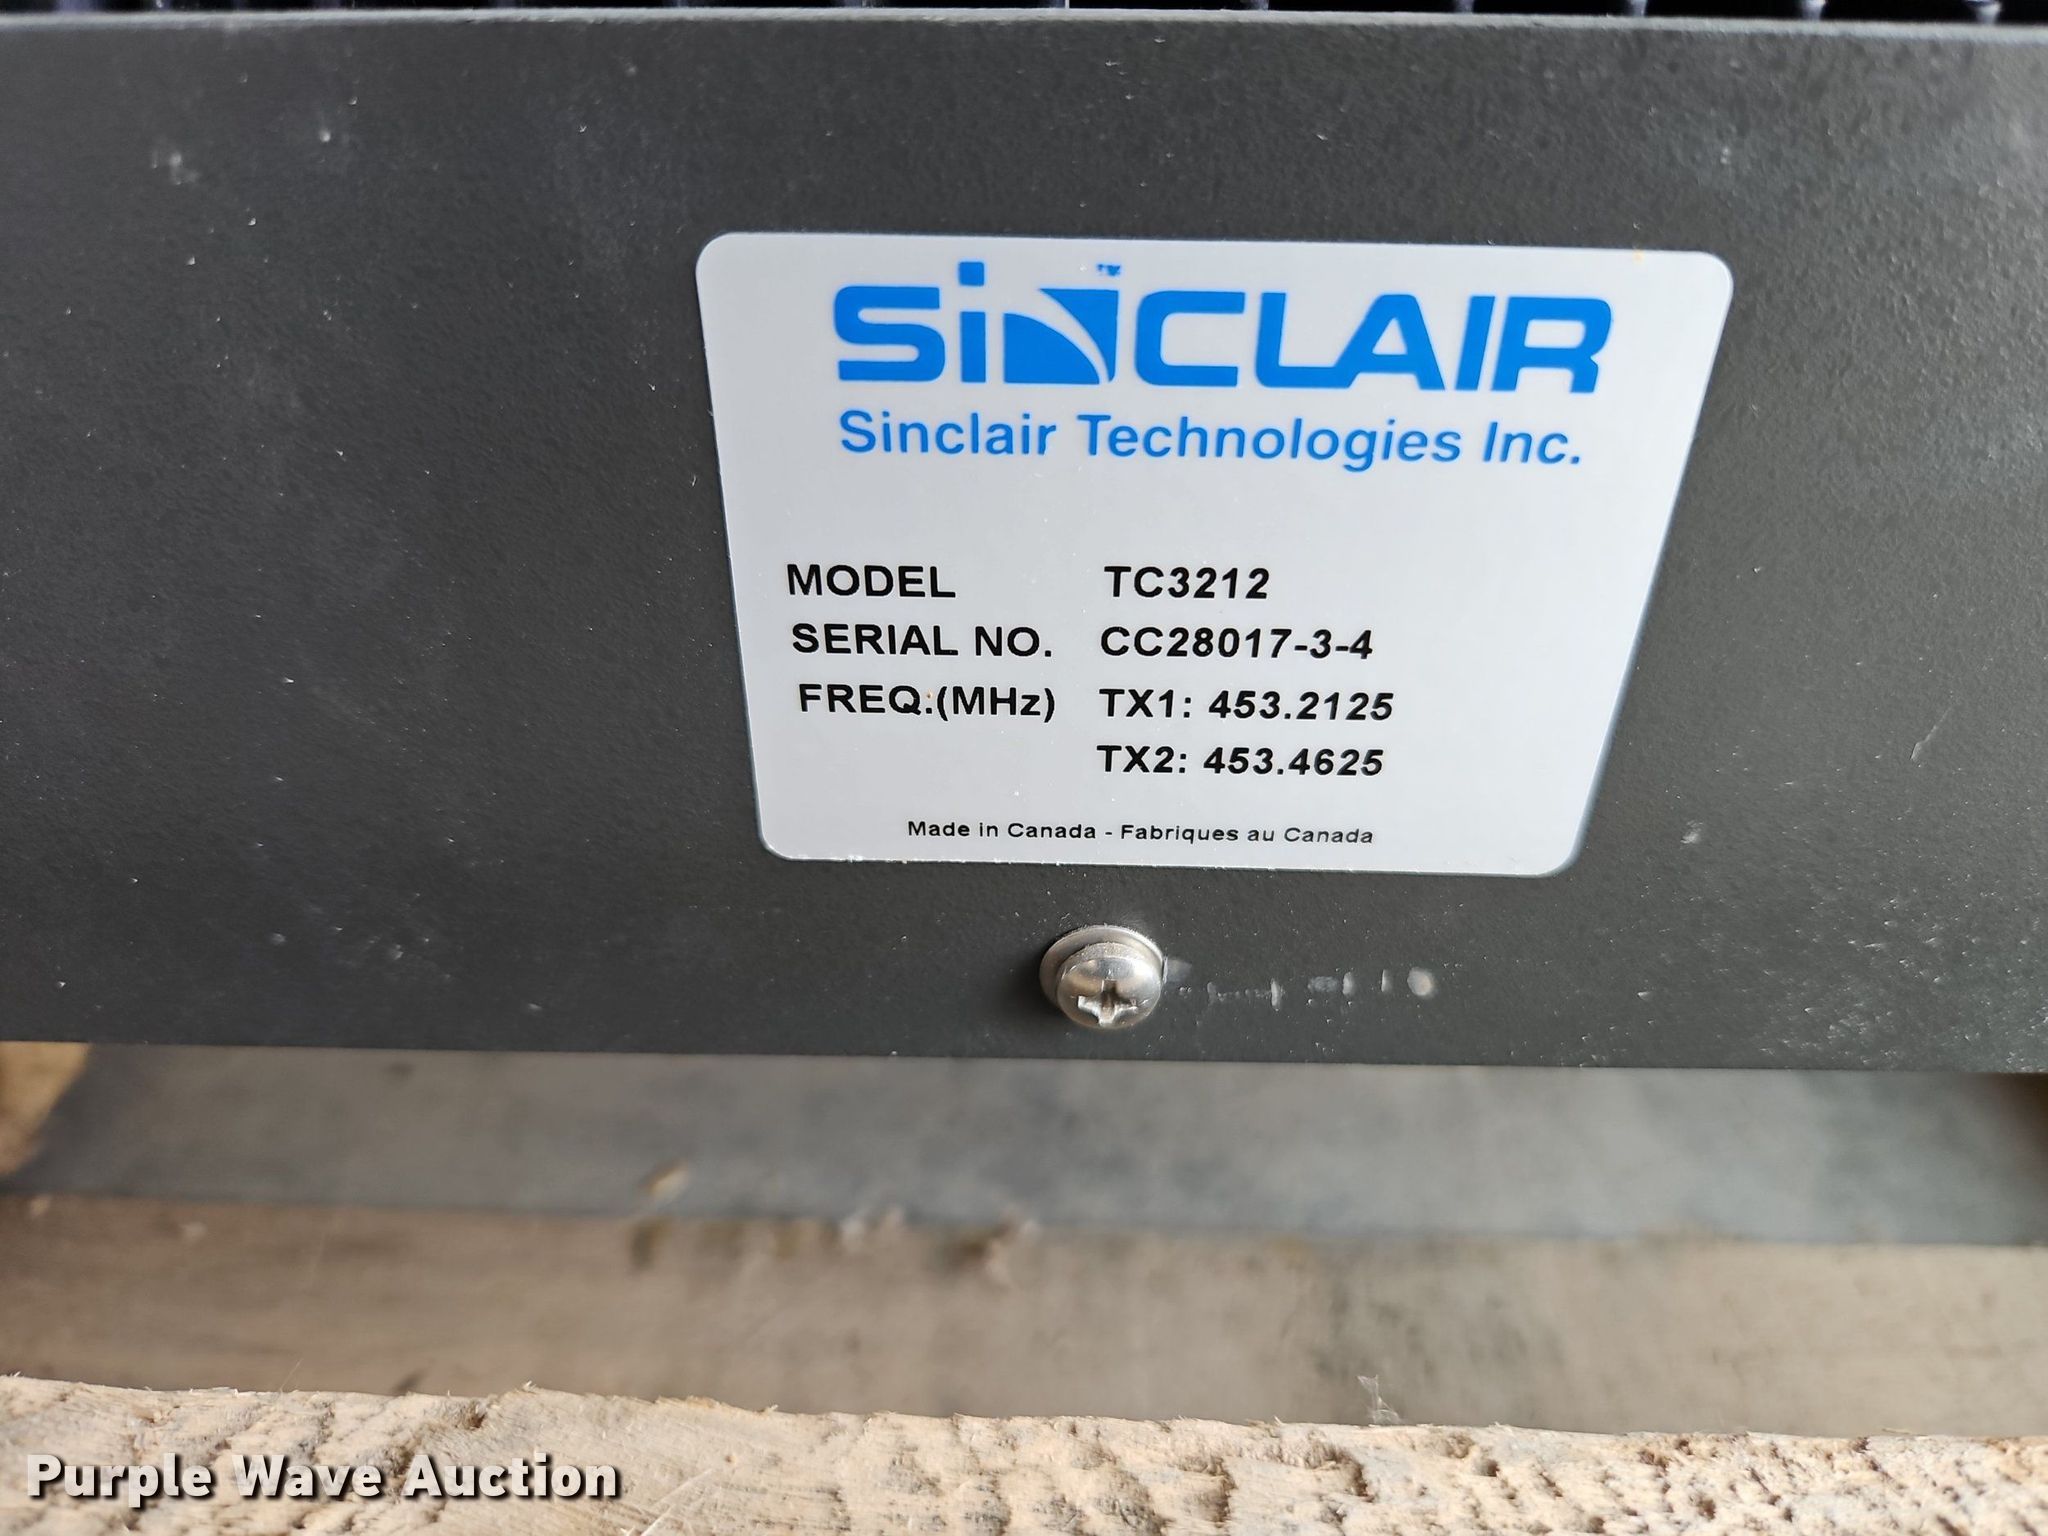 SiNCLAIR™
Sinclair Technologies Inc.
MODEL TC3212
SERIAL NO. CC28017-3-4
FREQ.:(MHz) TX1: 453.2125
TX2: 453.4625
Made in Canada - Fabriques au Canada
Purple Wave Auction